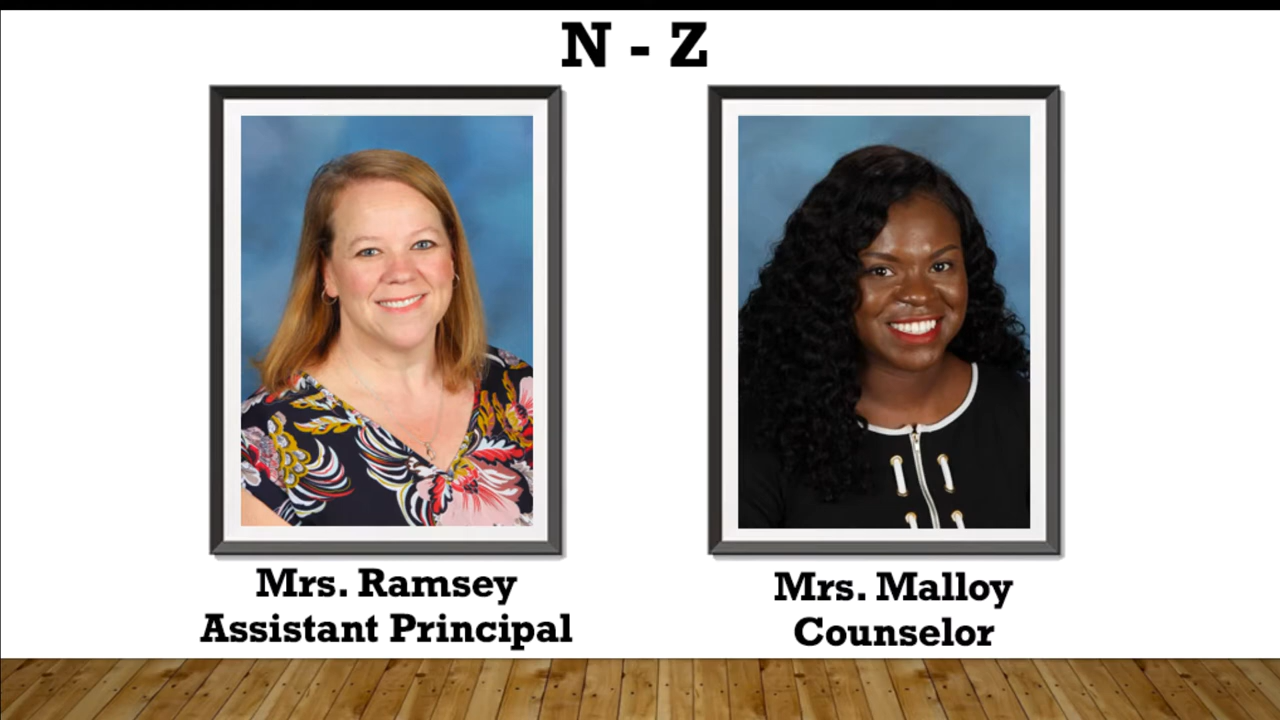 N - Z
Mrs. Ramsey
Assistant Principal
Mrs. Malloy
Counselor